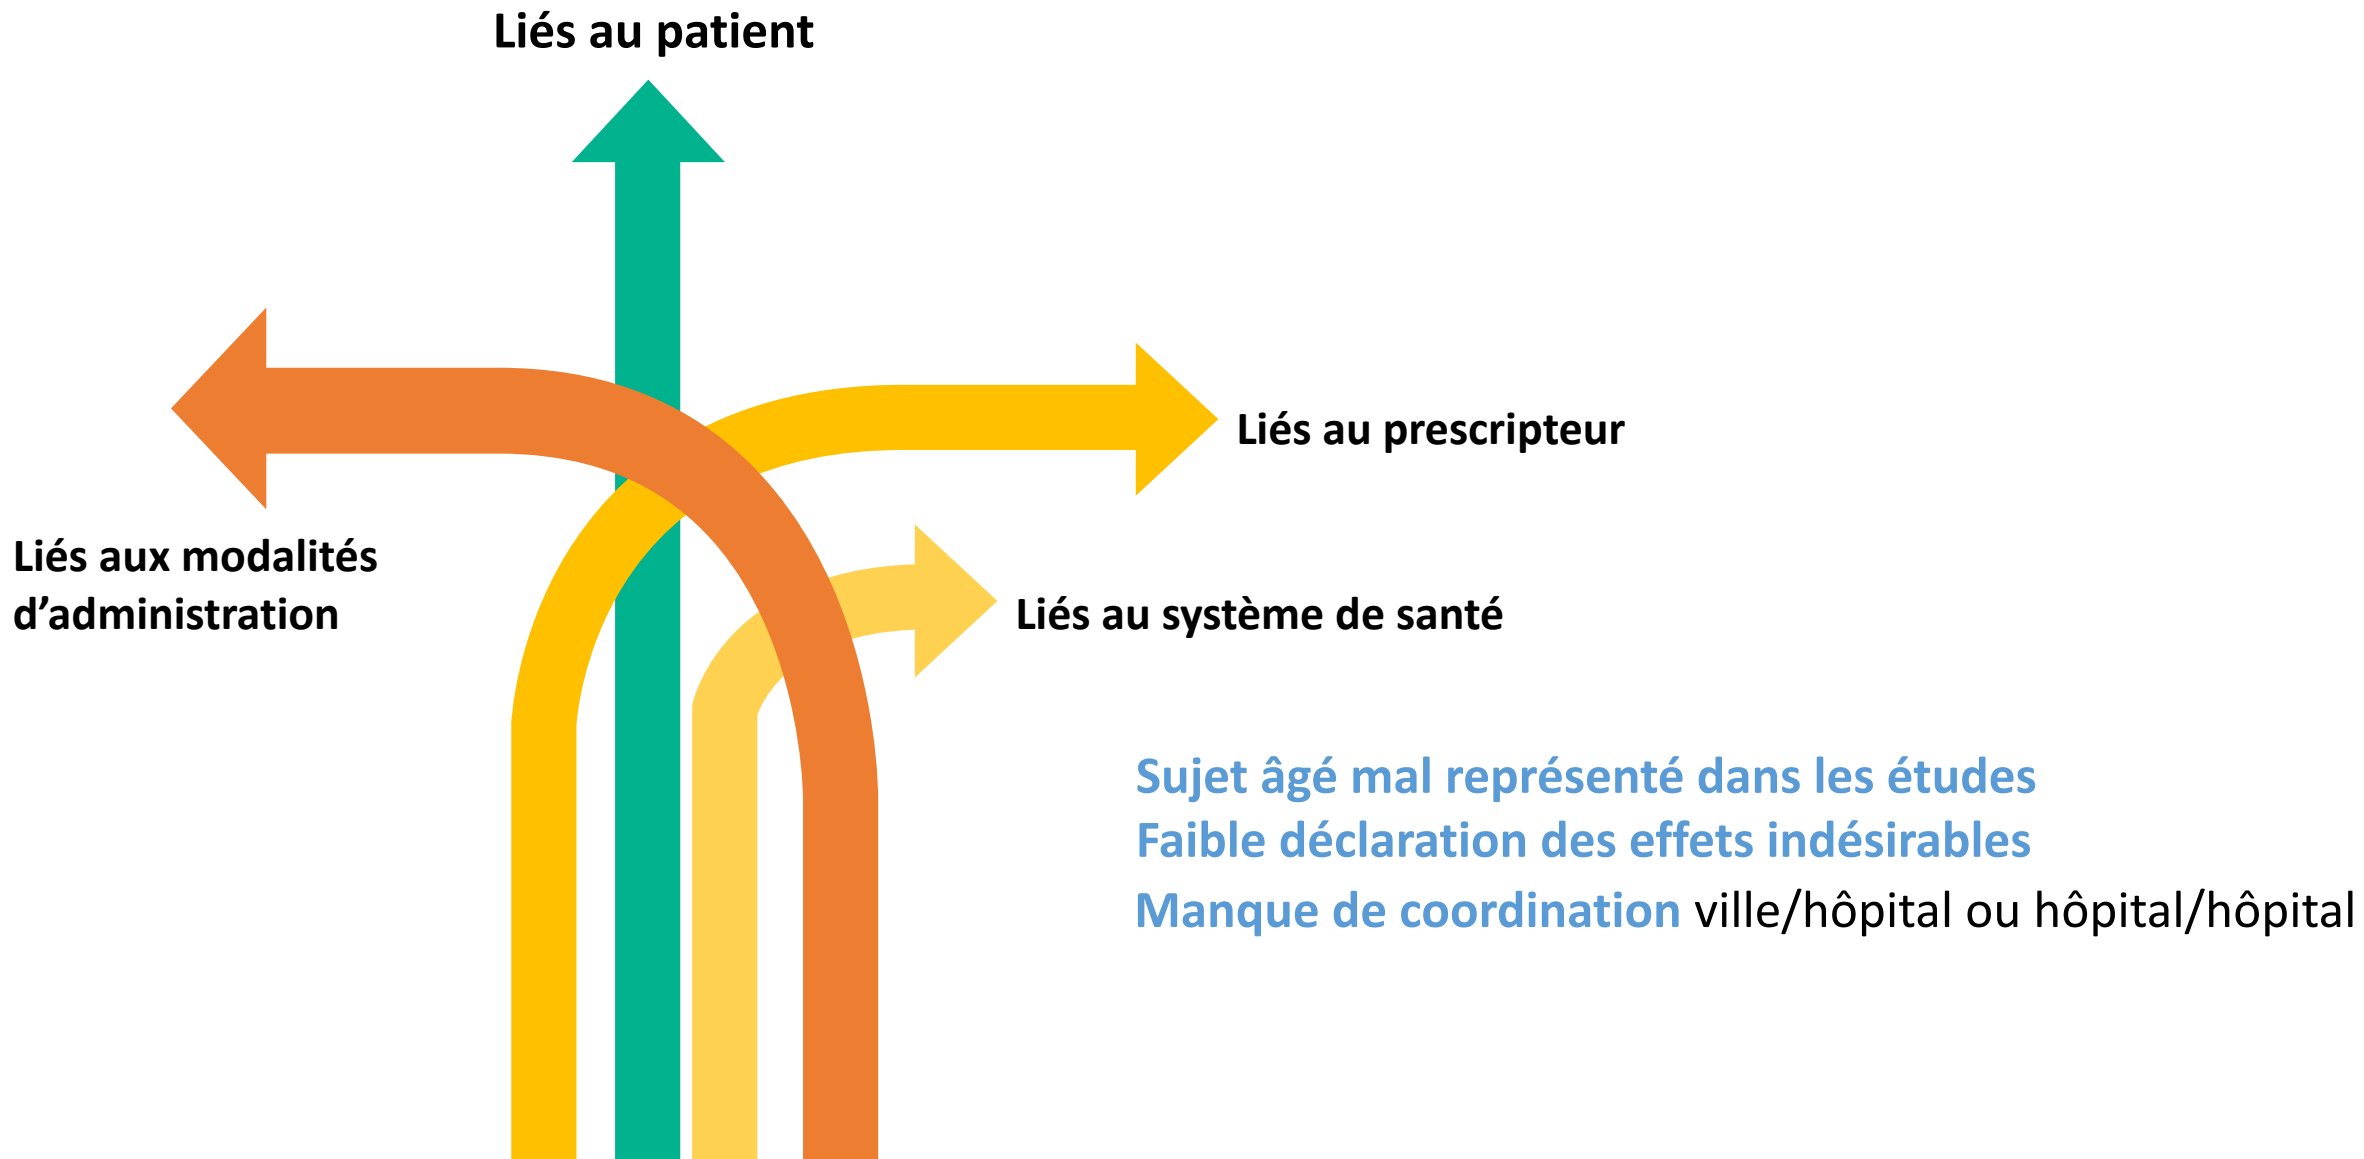 Liés au patient
Liés au prescripteur
Liés aux modalités
d’administration
Liés au système de santé
Sujet âgé mal représenté dans les études
Faible déclaration des effets indésirables
Manque de coordination ville/hôpital ou hôpital/hôpital